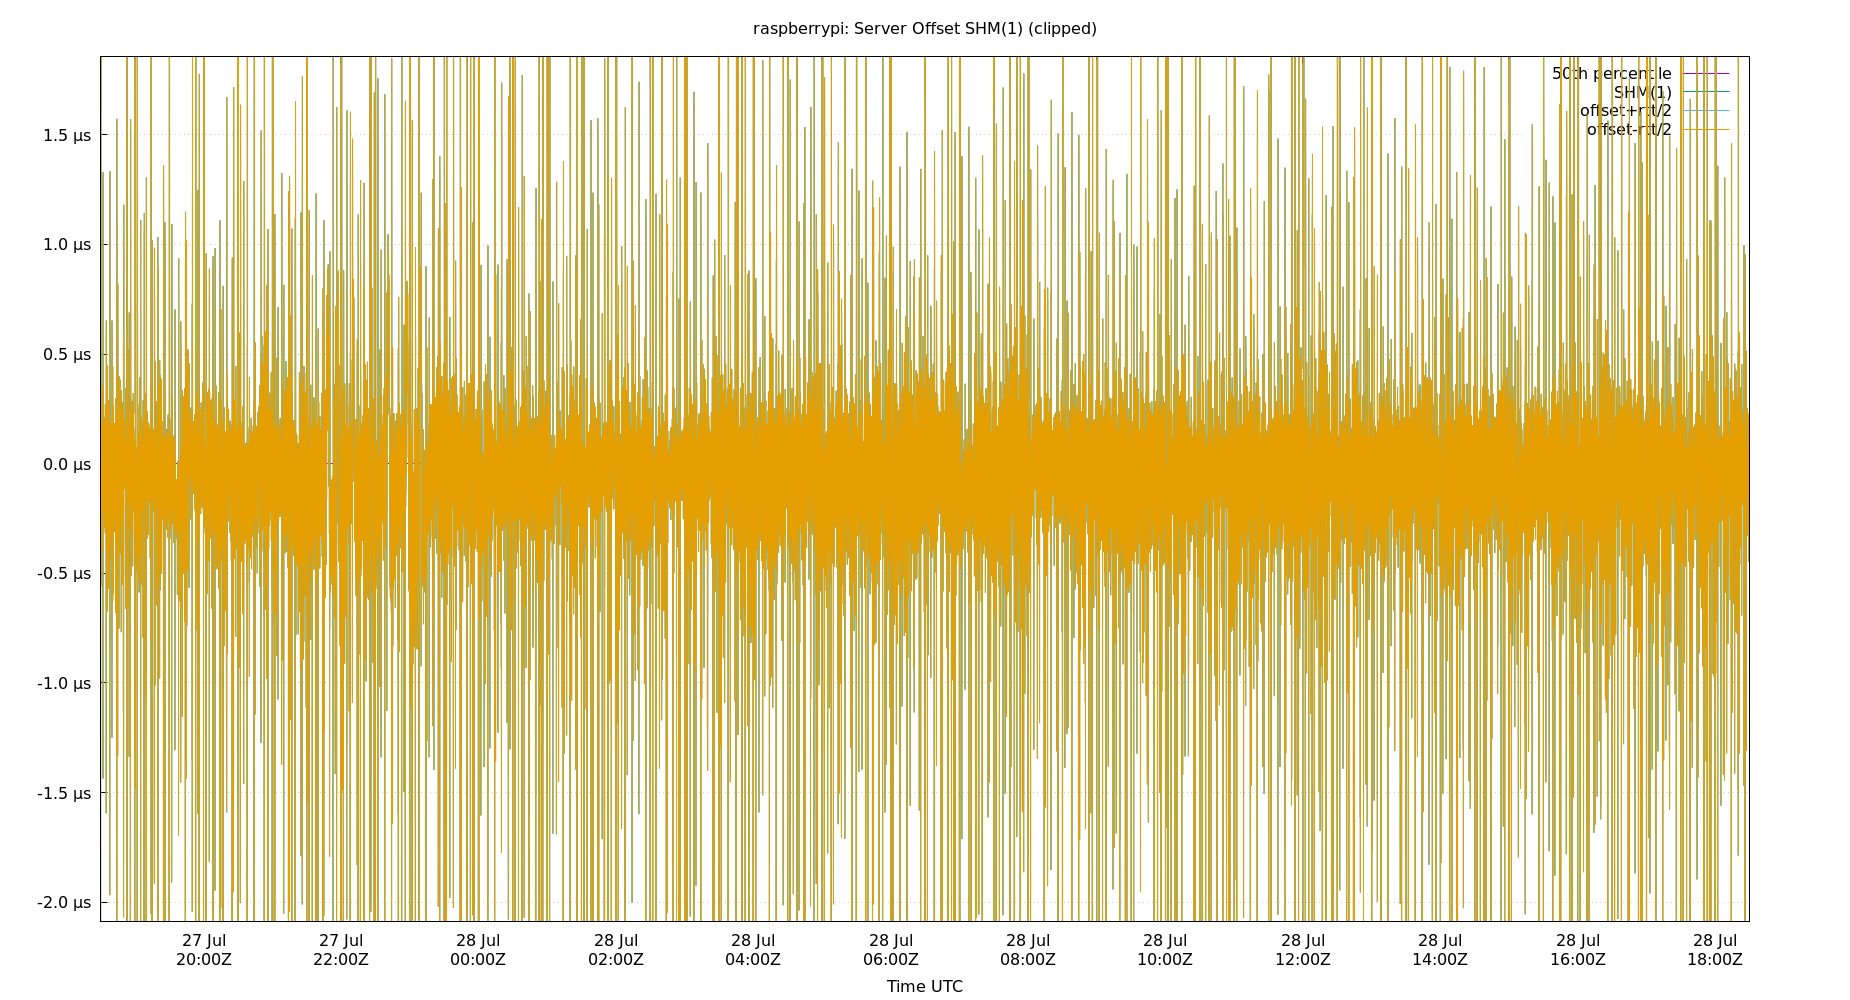 raspberrypi: Server Offset SHM(1) (clipped)
50th percentile
SHM(1)
offset+rtt/2
offset-rtt/2
1.5 µs
1.0 µs
0.5 µs
0.0 µs
-0.5 µs
-1.0 µs
-1.5 µs
-2.0 µs
27 Jul 27 Jul 28 Jul 28 Jul 28 Jul 28 Jul 28 Jul 28 Jul 28 Jul 28 Jul 28 Jul 28 Jul
20:00Z 22:00Z 00:00Z 02:00Z 04:00Z 06:00Z 08:00Z 10:00Z 12:00Z 14:00Z 16:00Z 18:00Z
Time UTC